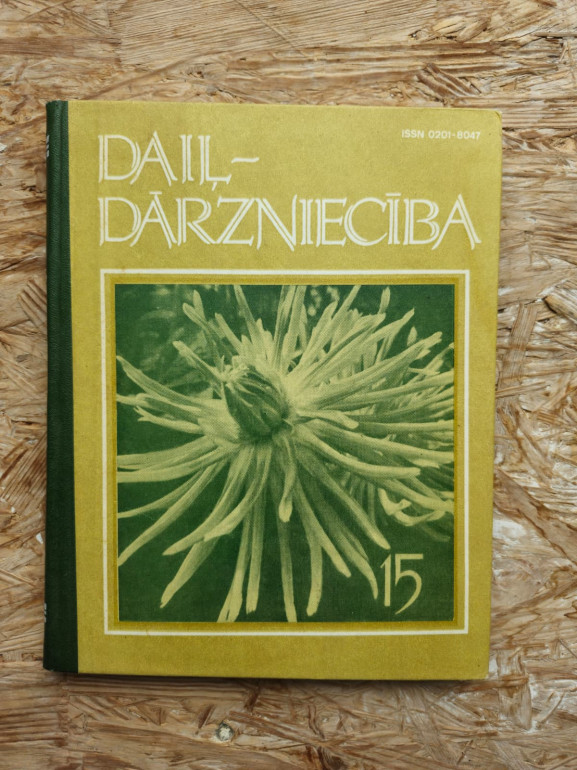 ISSN 0201-8047
DAIĻ-
DĀRZNIECĪBA
15